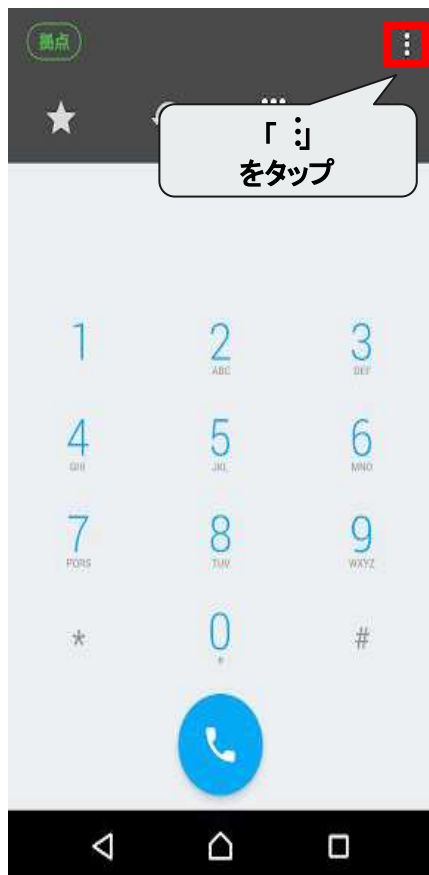 拠点
「⋮」
をタップ
1
2
ABC
3
DEF
4
GHI
5
JKL
6
MNO
7
PQRS
8
TUV
9
WXYZ
*
0
+
#